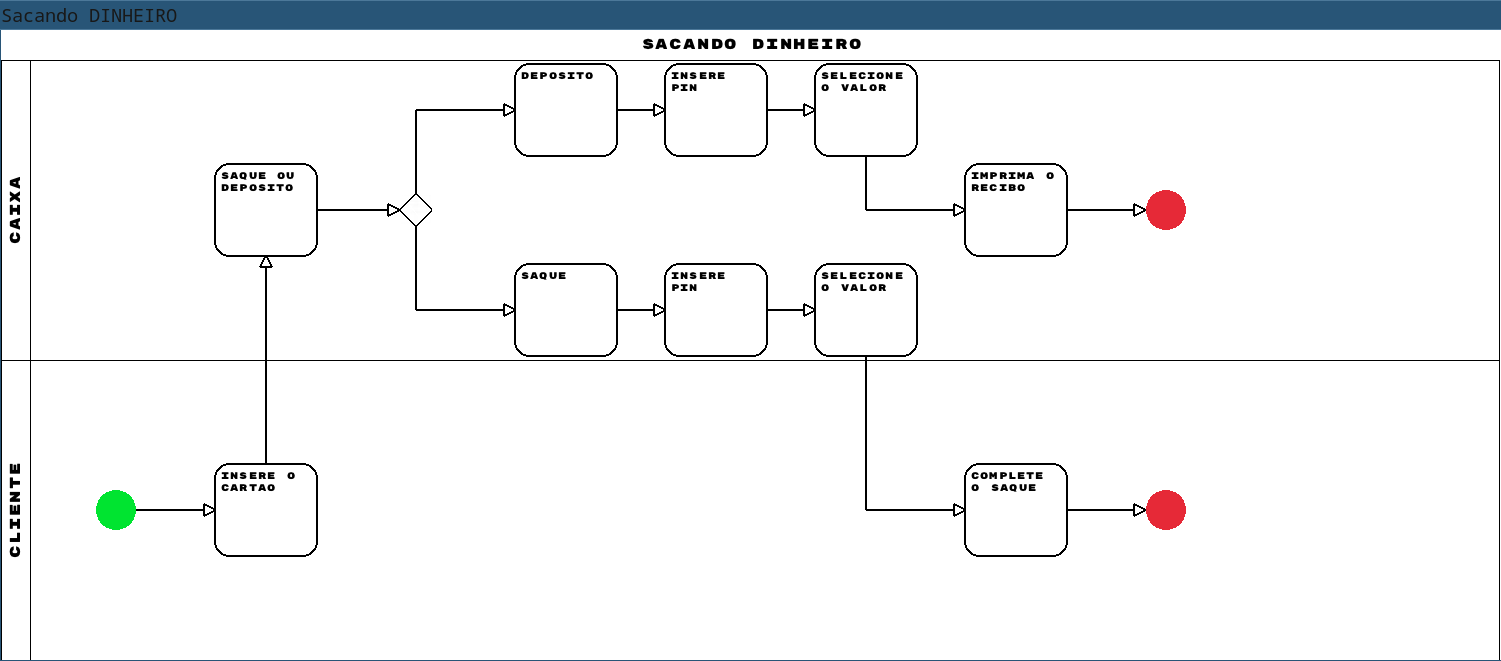 Sacando DINHEIRO
SACANDO DINHEIRO
CAIXA
DEPOSITO
INSERE
PIN
SELECIONE
O VALOR
SAQUE OU
DEPOSITO
IMPRIMA O
RECIBO
SAQUE
INSERE
PIN
SELECIONE
O VALOR
CLIENTE
INSERE O
CARTAO
COMPLETE
O SAQUE